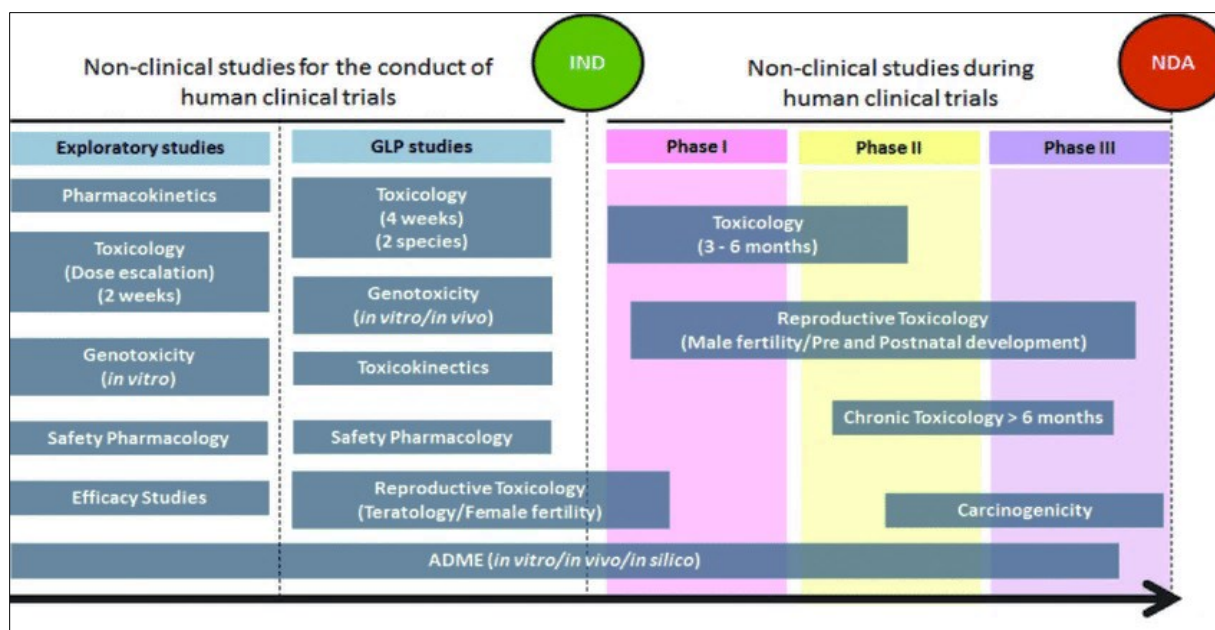 Non-clinical studies for the conduct of
human clinical trials
IND
Non-clinical studies during
human clinical trials
NDA
Exploratory studies
Pharmacokinetics
Toxicology
(Dose escalation)
(2 weeks)
Genotoxicity
(in vitro)
Safety Pharmacology
Efficacy Studies
GLP studies
Toxicology
(4 weeks)
(2 species)
Genotoxicity
(in vitro/in vivo)
Toxicokinectics
Safety Pharmacology
Reproductive Toxicology
(Teratology/Female fertility)
Phase I
Phase II
Phase III
Toxicology
(3 - 6 months)
Reproductive Toxicology
(Male fertility/Pre and Postnatal development)
Chronic Toxicology > 6 months
Carcinogenicity
ADME (in vitro/in vivo/in silico)